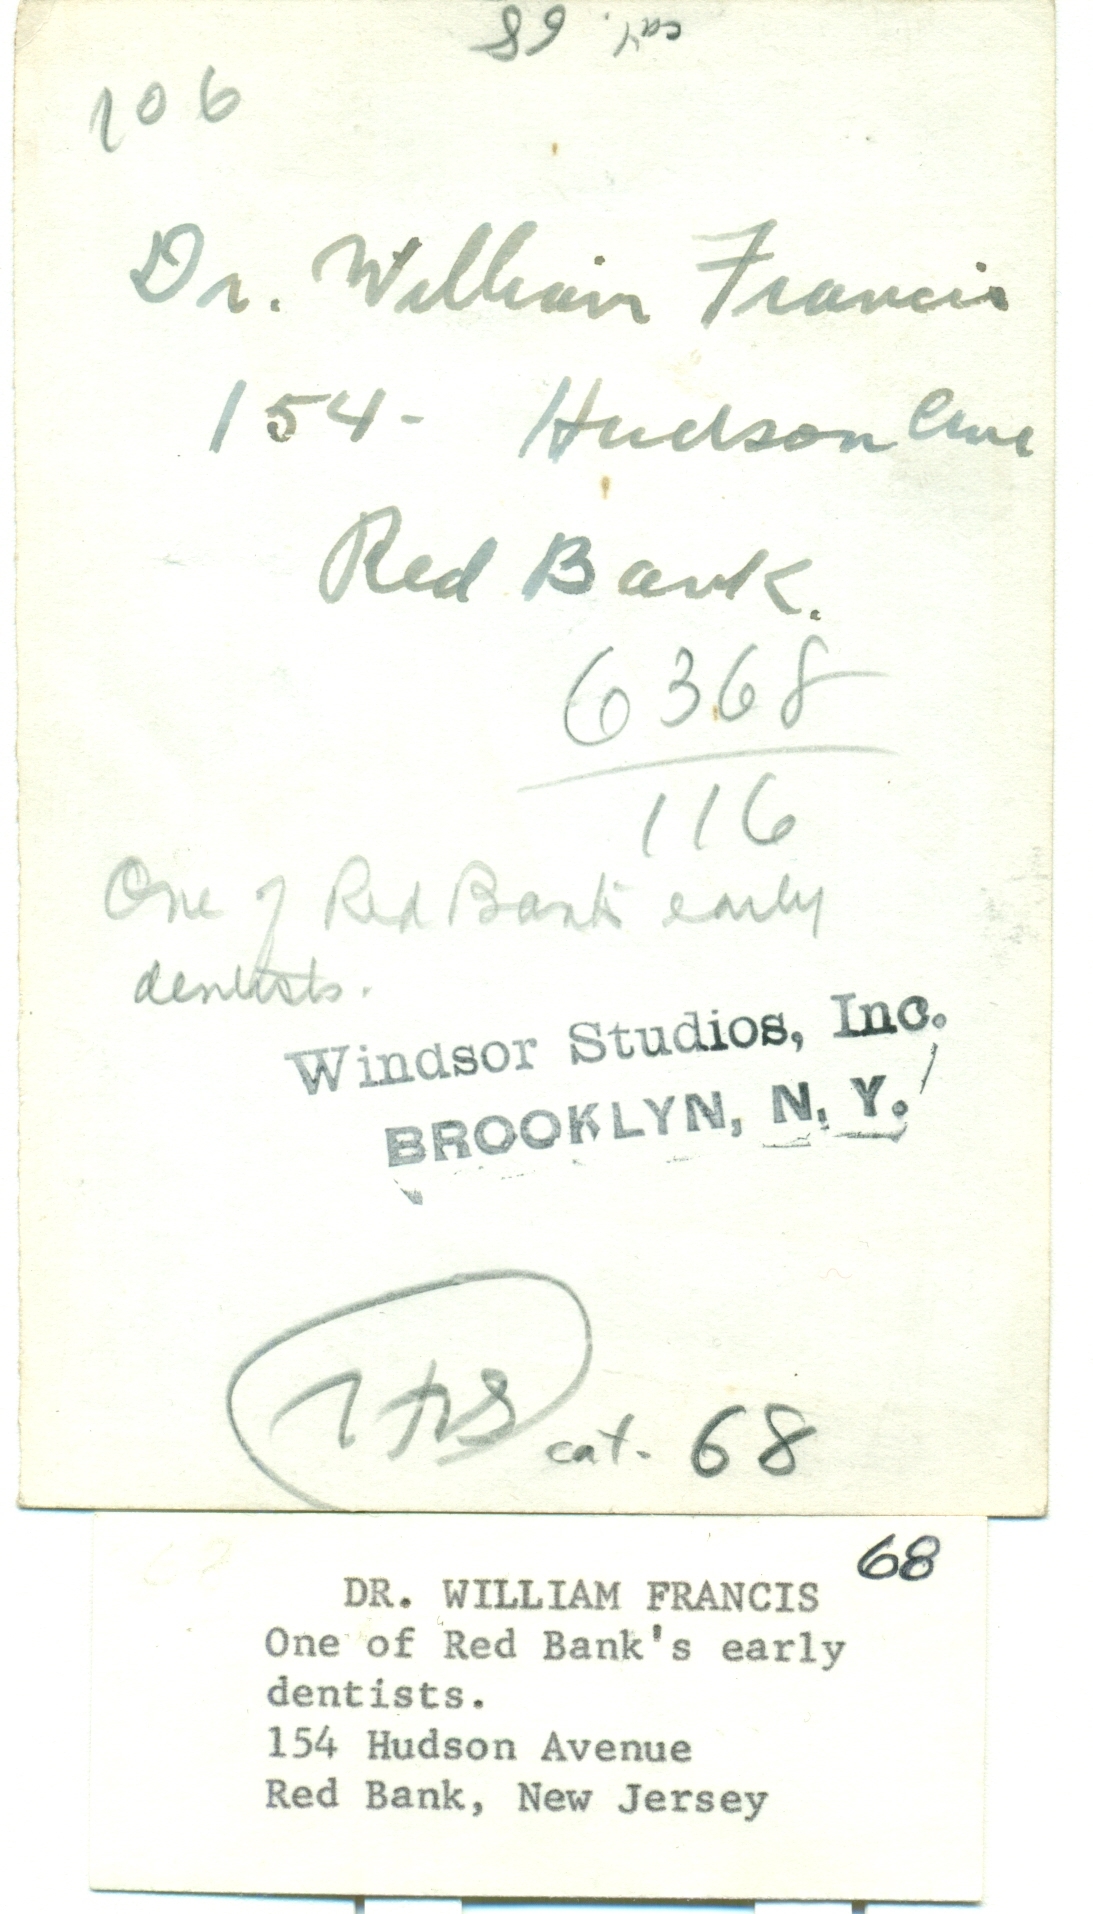 cat. 68
106
Dr. William Francis
154- Hudson Ave
Red Bank.
6368
116
One of Red Bank's early
dentists.
Windsor Studios, Inc.
BROOKLYN, N. Y.
cat. 68
68
DR. WILLIAM FRANCIS
One of Red Bank's early
dentists.
154 Hudson Avenue
Red Bank, New Jersey